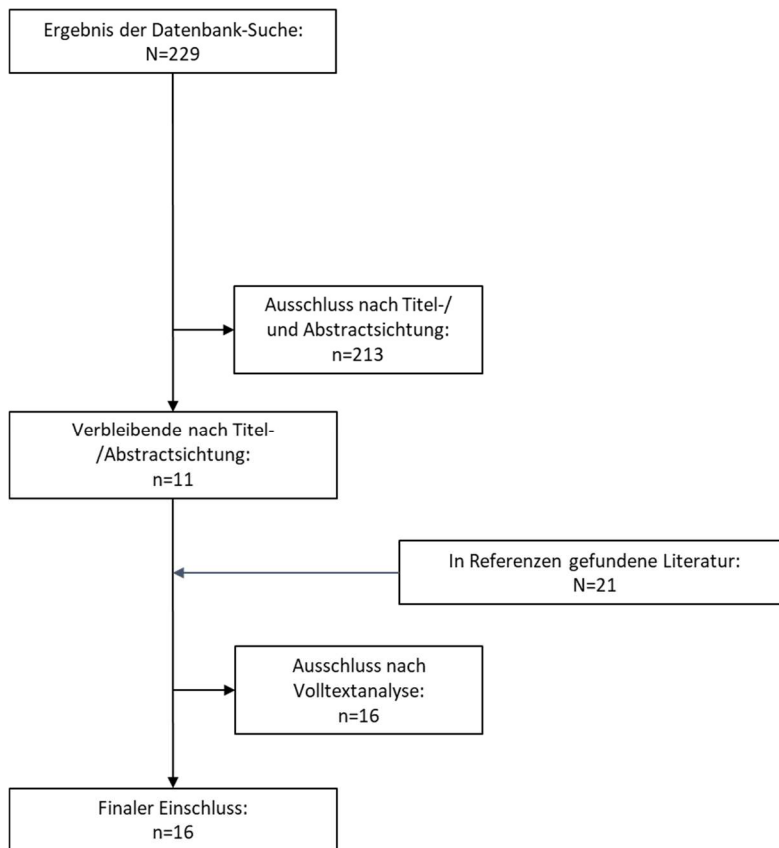 Ergebnis der Datenbank-Suche:
N=229
Ausschluss nach Titel-/
und Abstractsichtung:
n=213
Verbleibende nach Titel-
/Abstractsichtung:
n=11
In Referenzen gefundene Literatur:
N=21
Ausschluss nach
Volltextanalyse:
n=16
Finaler Einschluss:
n=16